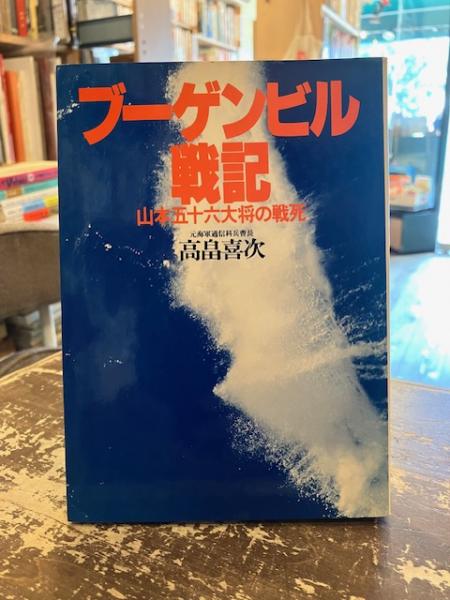 ブーゲンビル
戦記
山本五十六大将の戦死
元海軍通信科兵曹長
高畠喜次